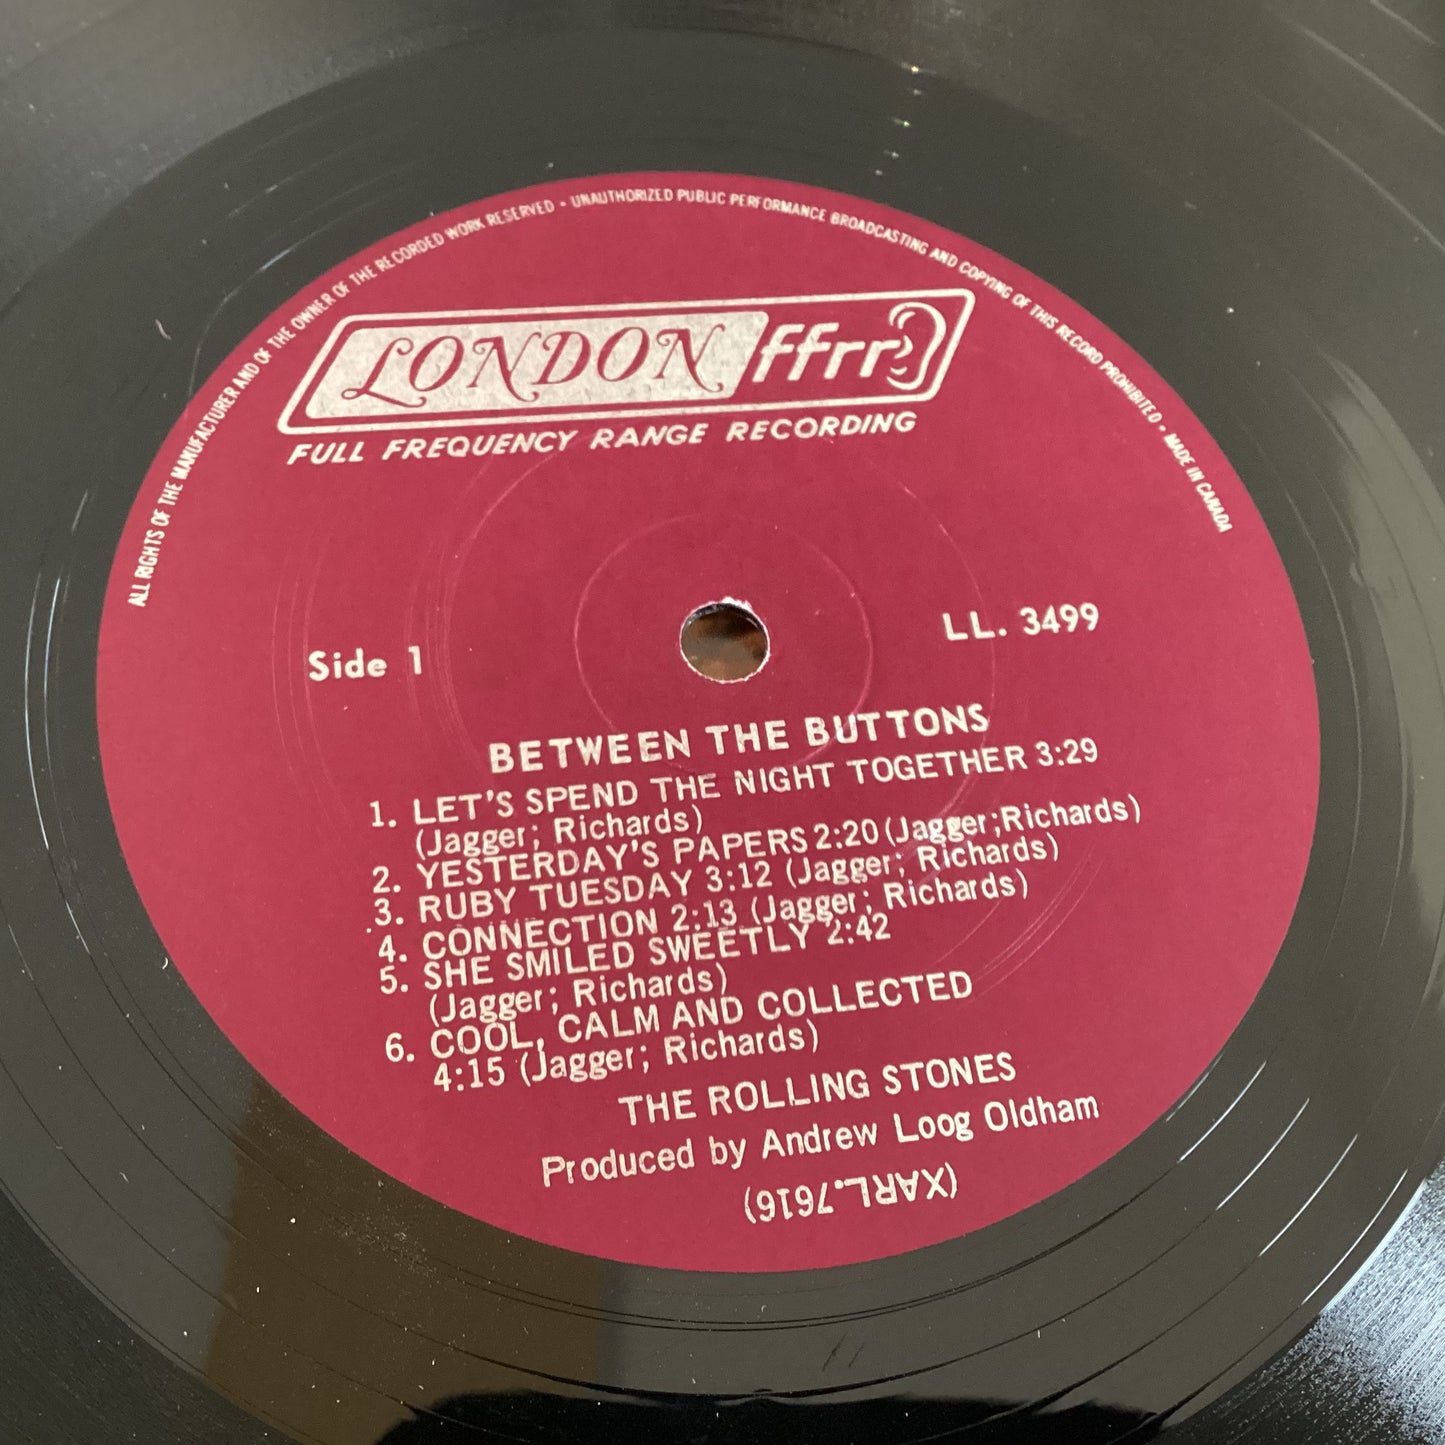 ALL RIGHTS OF THE MANUFACTURER AND OF THE OWNER OF THE RECORDED WORK RESERVED - UNAUTHORIZED PUBLIC PERFORMANCE BROADCASTING AND COPYING OF THIS RECORD PROHIBITED - MADE IN CANADA
LONDON ffrr
FULL FREQUENCY RANGE RECORDING
Side 1
LL. 3499
BETWEEN THE BUTTONS
1. LET'S SPEND THE NIGHT TOGETHER 3:29
(Jagger; Richards)
2. YESTERDAY'S PAPERS 2:20 (Jagger;Richards)
3. RUBY TUESDAY 3:12 (Jagger; Richards)
4. CONNECTION 2:13 (Jagger; Richards)
5. SHE SMILED SWEETLY 2:42
(Jagger; Richards)
6. COOL, CALM AND COLLECTED
4:15 (Jagger; Richards)
THE ROLLING STONES
Produced by Andrew Loog Oldham
(XARL.7616)